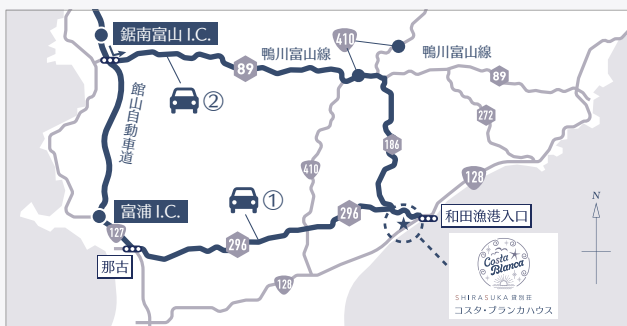 鋸南富山 I.C.
鴨川富山線
410
鴨川富山線
89
89
②
館山自動車道
272
186
410
128
①
富浦 I.C.
296
和田漁港入口
127
296
那古
128
N
Costa
Blanca
SHIRASUKA 貸別荘
コスタ・ブランカハウス